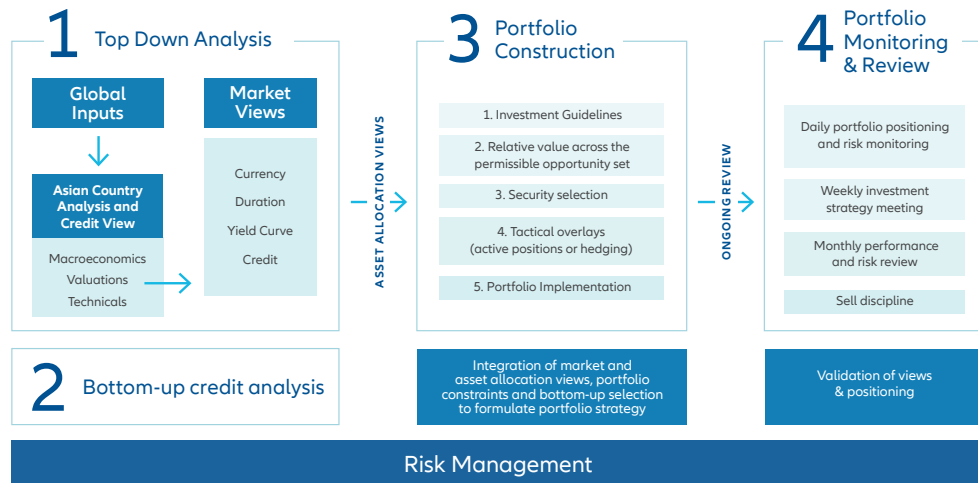 1 Top Down Analysis
Global
Inputs
Asian Country
Analysis and
Credit View
Macroeconomics
Valuations
Technicals
Market
Views
Currency
Duration
Yield Curve
Credit
2 Bottom-up credit analysis
ASSET ALLOCATION VIEWS
3 Portfolio
Construction
1. Investment Guidelines
2. Relative value across the
permissible opportunity set
3. Security selection
4. Tactical overlays
(active positions or hedging)
5. Portfolio Implementation
Integration of market and
asset allocation views, portfolio
constraints and bottom-up selection
to formulate portfolio strategy
ONGOING REVIEW
4 Portfolio
Monitoring
& Review
Daily portfolio positioning
and risk monitoring
Weekly investment
strategy meeting
Monthly performance
and risk review
Sell discipline
Validation of views
& positioning
Risk Management